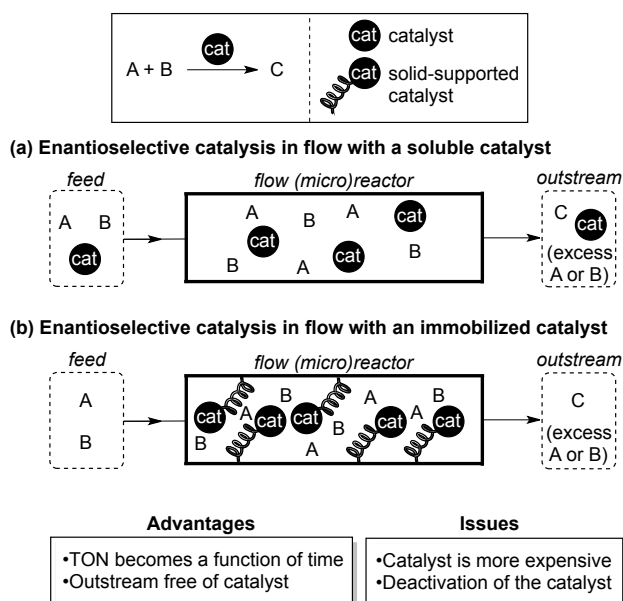 cat
A + B
C
cat
catalyst
cat
solid-supported
catalyst
(a) Enantioselective catalysis in flow with a soluble catalyst
feed
flow (micro)reactor
outstream
A B
cat
A
B
A
cat
cat
cat
B
A
B
C
cat
(excess
A or B)
(b) Enantioselective catalysis in flow with an immobilized catalyst
feed
flow (micro)reactor
outstream
A
B
B
A
B
cat
A
cat
cat
A
cat
cat
B
B
A
C
(excess
A or B)
Advantages
•TON becomes a function of time
•Outstream free of catalyst
Issues
•Catalyst is more expensive
•Deactivation of the catalyst